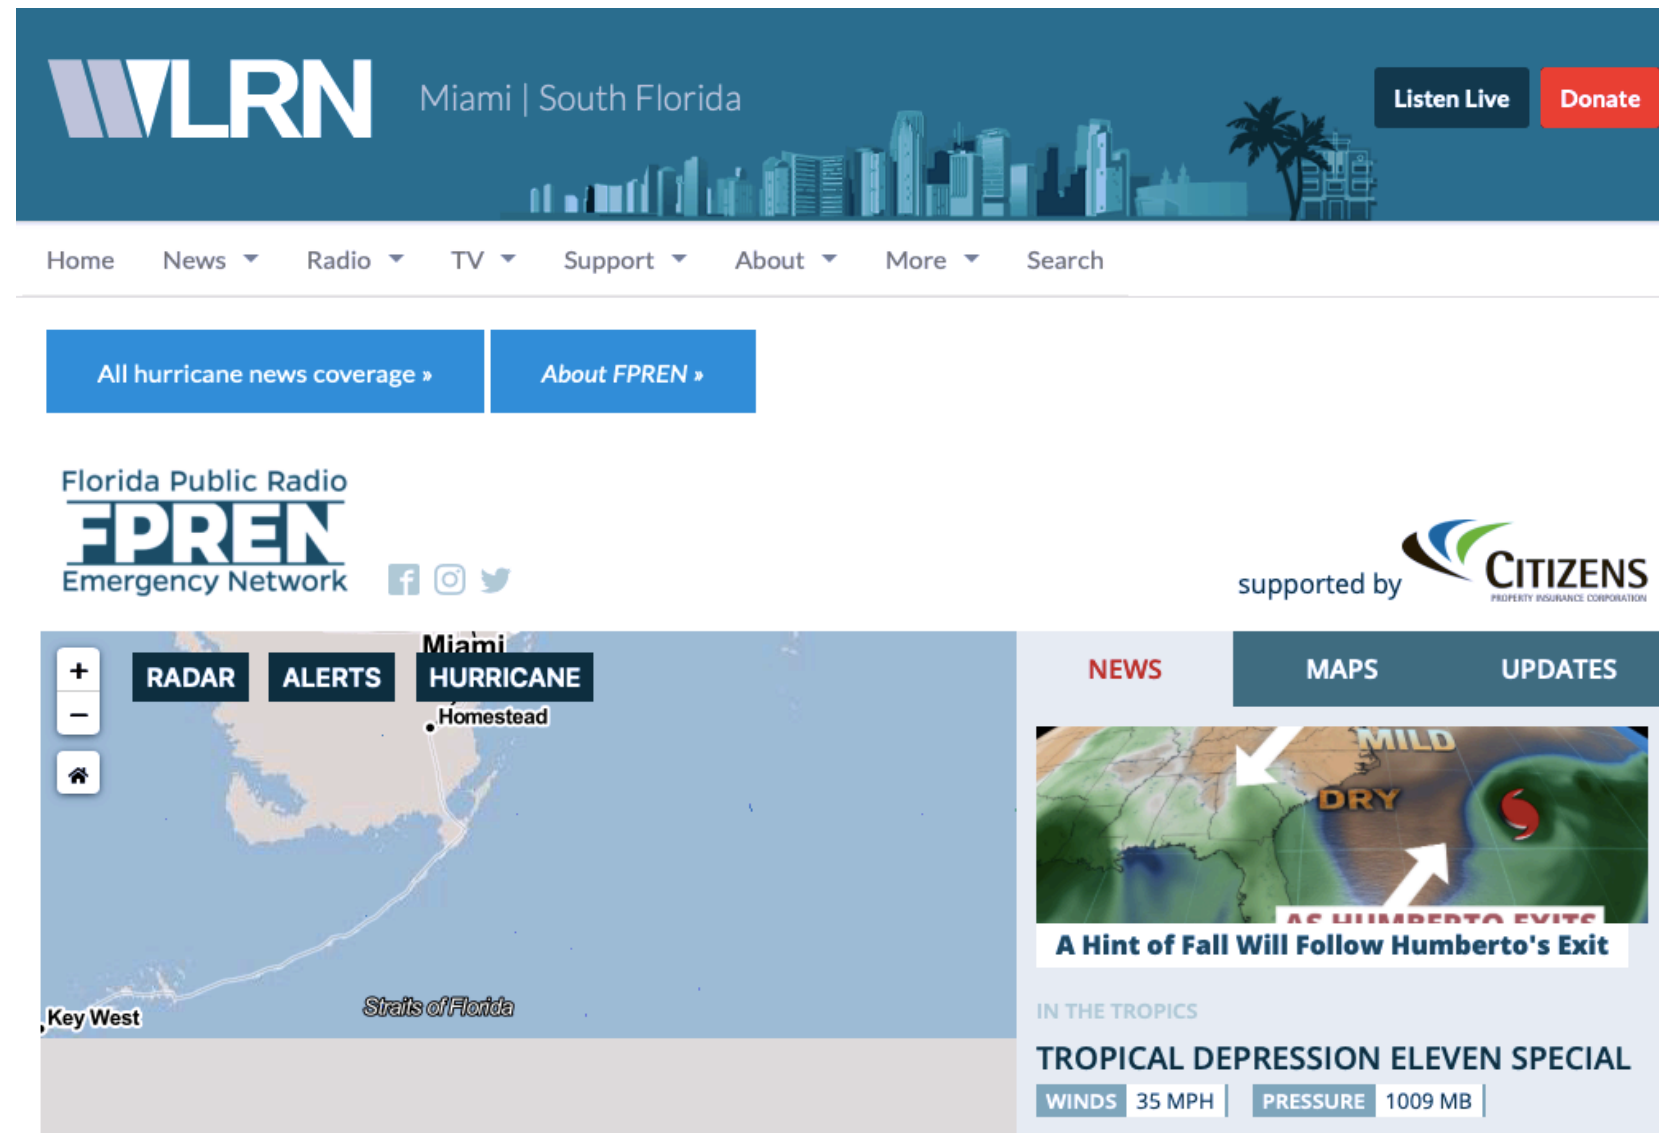 WLRN
Miami | South Florida
Listen Live
Donate
Home
News
Radio
TV
Support
About
More
Search
All hurricane news coverage »
About FPREN »
Florida Public Radio
FPREN
Emergency Network
supported by
CITIZENS
PROPERTY INSURANCE CORPORATION
+
−
RADAR
ALERTS
HURRICANE
Miami
Homestead
Key West
Straits of Florida
NEWS
MAPS
UPDATES
MILD
DRY
AS HUMBERTO EXITS
A Hint of Fall Will Follow Humberto's Exit
IN THE TROPICS
TROPICAL DEPRESSION ELEVEN SPECIAL
WINDS 35 MPH
PRESSURE 1009 MB